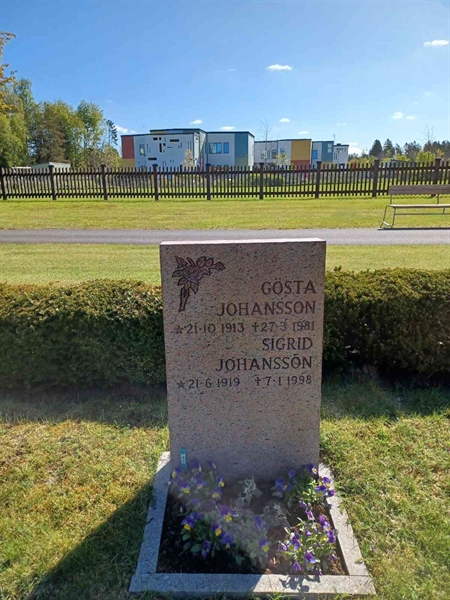 GÖSTA
JOHANSSON
*21·10 1913 +27·3 1981
SIGRID
JOHANSSON
*21·6 1919 +7·1 1998